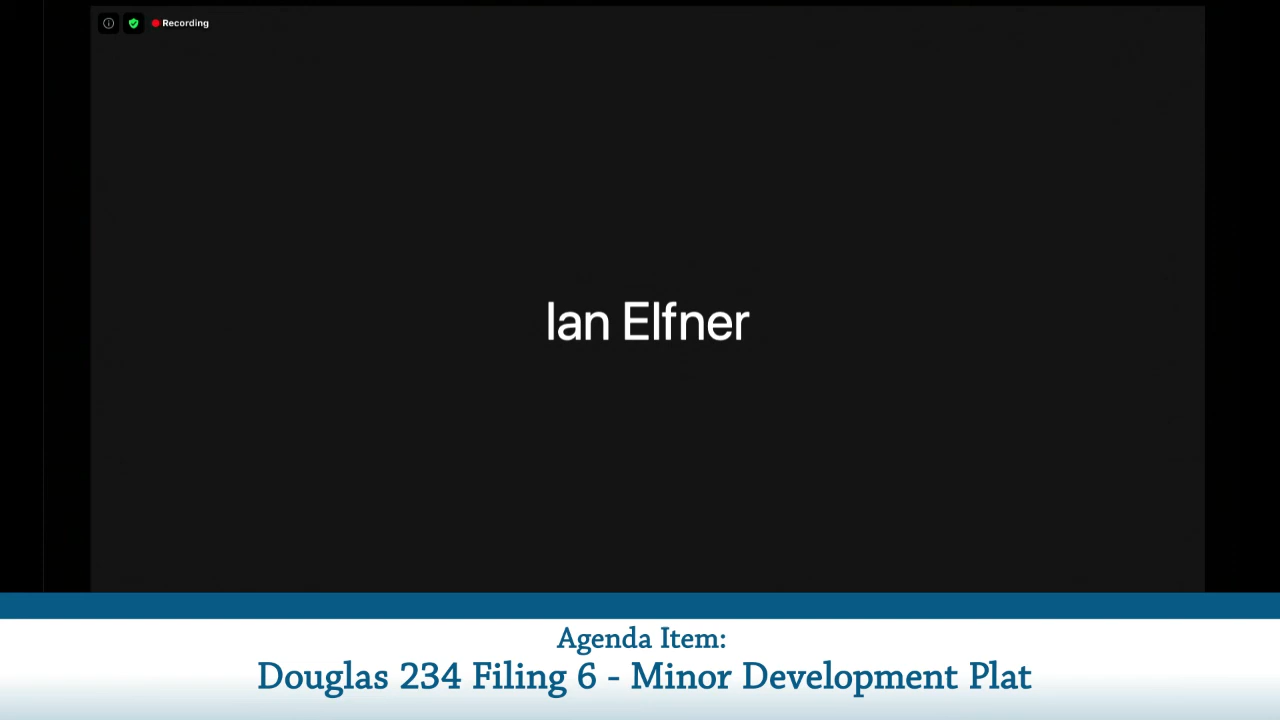 Recording
Ian Elfner
Agenda Item:
Douglas 234 Filing 6 - Minor Development Plat